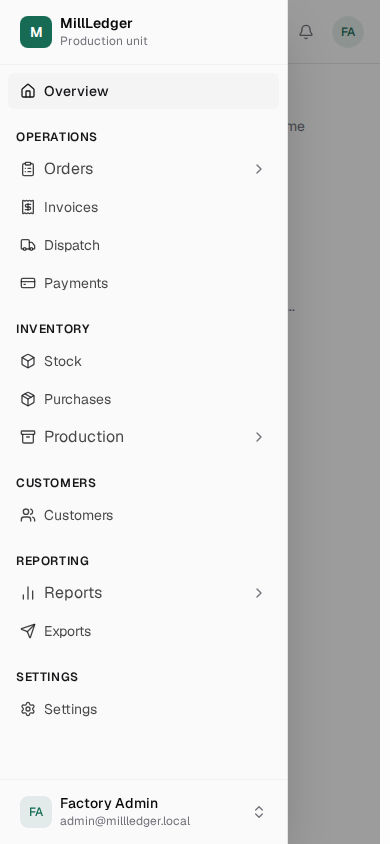 M
MillLedger
Production unit
FA
Overview
me
OPERATIONS
Orders
Invoices
Dispatch
Payments
..
INVENTORY
Stock
Purchases
Production
CUSTOMERS
Customers
REPORTING
Reports
Exports
SETTINGS
Settings
FA
Factory Admin
admin@millledger.local